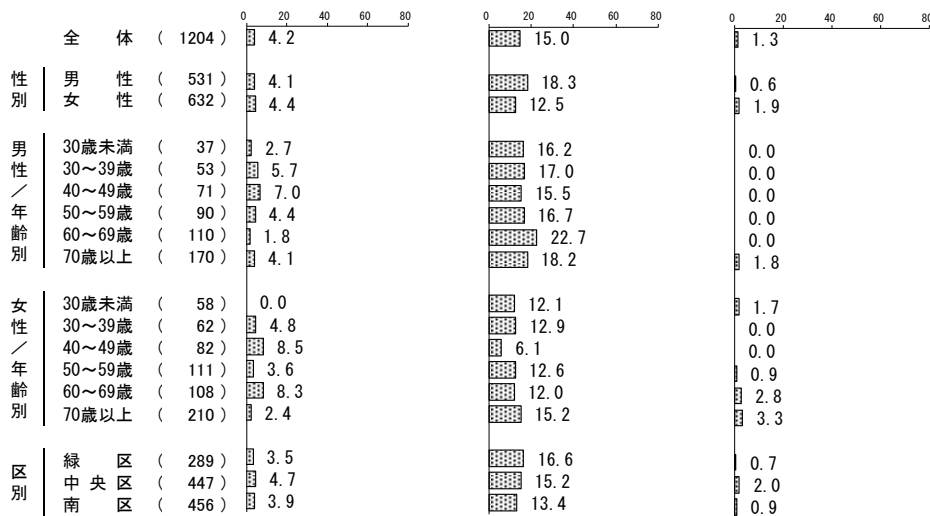 0 20 40 60 80 0 20 40 60 80 0 20 40 60 80
全 体 ( 1204 ) 4.2 15.0 1.3
性別
男 性 ( 531 ) 4.1 18.3 0.6
女 性 ( 632 ) 4.4 12.5 1.9
男性／年齢別
30歳未満 ( 37 ) 2.7 16.2 0.0
30～39歳 ( 53 ) 5.7 17.0 0.0
40～49歳 ( 71 ) 7.0 15.5 0.0
50～59歳 ( 90 ) 4.4 16.7 0.0
60～69歳 ( 110 ) 1.8 22.7 0.0
70歳以上 ( 170 ) 4.1 18.2 1.8
女性／年齢別
30歳未満 ( 58 ) 0.0 12.1 1.7
30～39歳 ( 62 ) 4.8 12.9 0.0
40～49歳 ( 82 ) 8.5 6.1 0.0
50～59歳 ( 111 ) 3.6 12.6 0.9
60～69歳 ( 108 ) 8.3 12.0 2.8
70歳以上 ( 210 ) 2.4 15.2 3.3
区別
緑 区 ( 289 ) 3.5 16.6 0.7
中 央 区 ( 447 ) 4.7 15.2 2.0
南 区 ( 456 ) 3.9 13.4 0.9